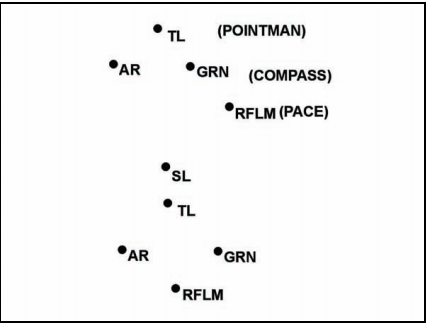 TL (POINTMAN)
AR GRN (COMPASS)
RFLM (PACE)
SL
TL
AR GRN
RFLM